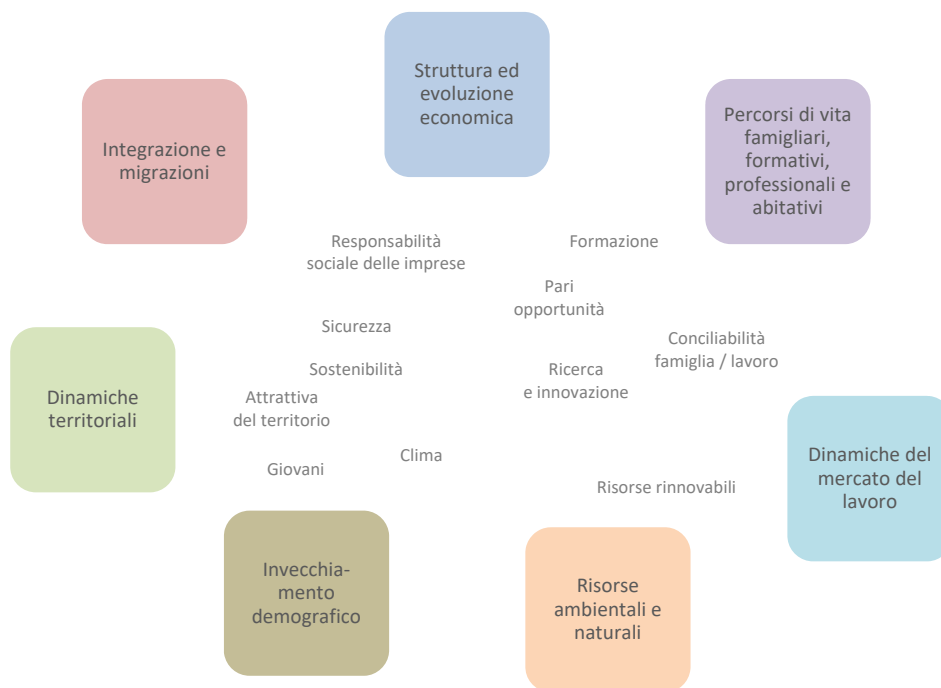 Struttura ed
evoluzione
economica
Integrazione e
migrazioni
Percorsi di vita
famigliari,
formativi,
professionali e
abitativi
Responsabilità
sociale delle imprese
Formazione
Pari
opportunità
Sicurezza
Conciliabilità
famiglia / lavoro
Sostenibilità
Ricerca
e innovazione
Dinamiche
territoriali
Attrattiva
del territorio
Clima
Giovani
Dinamiche del
mercato del
lavoro
Risorse rinnovabili
Invecchia-
mento
demografico
Risorse
ambientali e
naturali